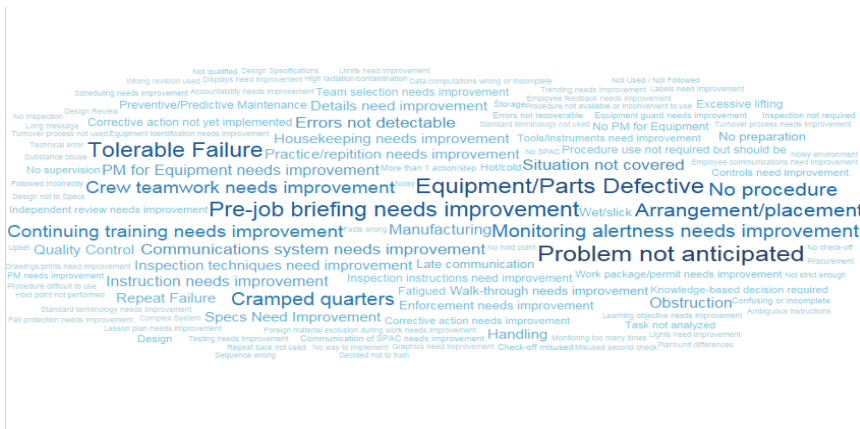 Not qualified Design Specifications Limits need improvement
Wrong revision used Displays need improvement High radiation/contamination Data/computations wrong or incomplete Not Used / Not Followed
Scheduling needs improvement Accountability needs improvement Team selection needs improvement Trending needs improvement Labels need improvement
Employee feedback needs improvement
Preventive/Predictive Maintenance Details need improvement Storage Procedure not available or inconvenient to use Excessive lifting
No inspection Design Review Errors not recoverable Equipment guard needs improvement Inspection not required
Long message Corrective action not yet implemented Errors not detectable Standard terminology not used No PM for Equipment Turnover process needs improvement
Turnover process not used Equipment identification needs improvement Housekeeping needs improvement Tools/instruments need improvement No preparation
Technical error Tolerable Failure Practice/repitition needs improvement No SPAC Procedure use not required but should be Noisy environment
Substance abuse
No supervision PM for Equipment needs improvement More than 1 action/step Hot/cold Situation not covered Employee communications need improvement
Controls need improvement
Followed incorrectly Crew teamwork needs improvement Noisy Equipment/Parts Defective No procedure
Design not to Specs
Independent review needs improvement Pre-job briefing needs improvement Wet/slick Arrangement/placement
Continuing training needs improvement Facts wrong Manufacturing Monitoring alertness needs improvement
Upset Quality Control Communications system needs improvement No hold point Problem not anticipated No check-off
Procurement
Drawings/prints need improvement Inspection techniques need improvement Late communication
PM needs improvement Instruction needs improvement Inspection instructions need improvement Work package/permit needs improvement Not strict enough
Procedure difficult to use Fatigued Walk-through needs improvement Knowledge-based decision required
Hold point not performed Repeat Failure Cramped quarters Enforcement needs improvement Obstruction Confusing or incomplete
Standard terminology needs improvement Ambiguous Instructions
Fall protection needs improvement Complex System Specs Need Improvement Corrective action needs improvement Learning objective needs improvement
Task not analyzed
Lesson plan needs improvement Foreign material exclusion during work needs improvement
Design Testing needs improvement Communication of SPAC needs improvement Handling Monitoring too many times Lights need improvement
Repeat back not used No way to implement Graphics need improvement Check-off misused Misused second check Plant/unit differences
Sequence wrong Decided not to train